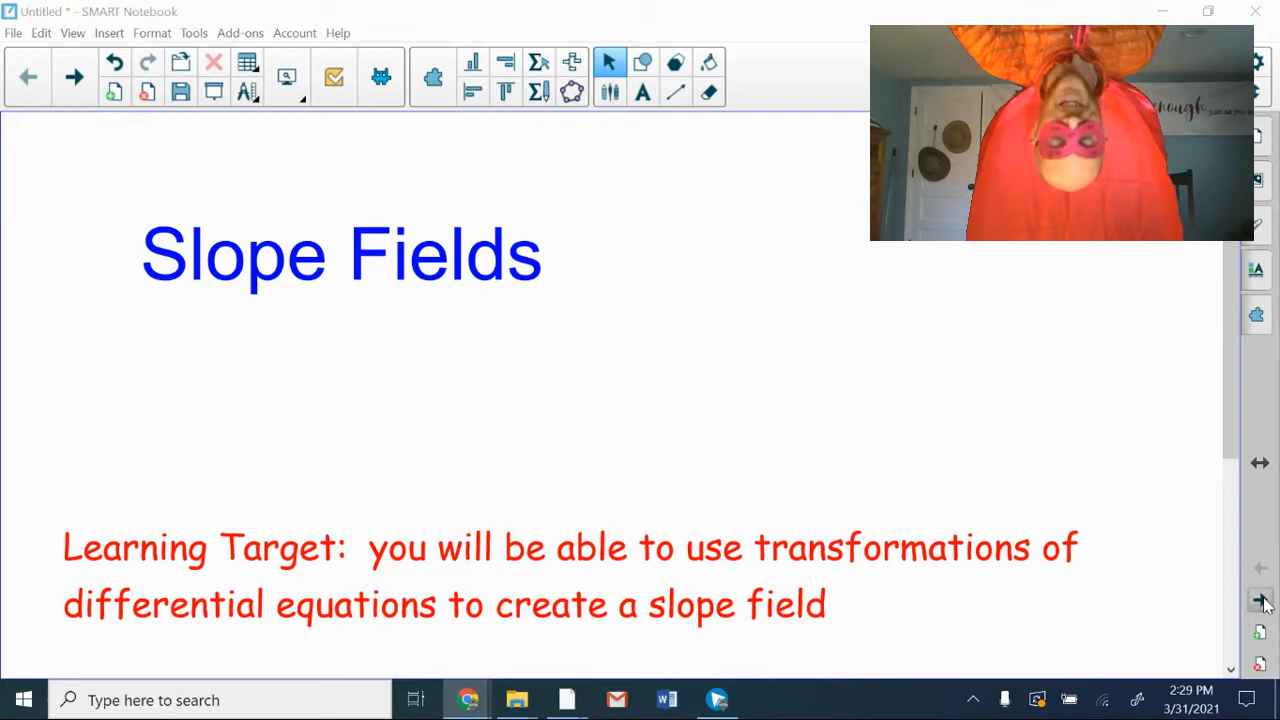 Untitled * - SMART Notebook
File Edit View Insert Format Tools Add-ons Account Help
enough
Slope Fields
Learning Target: you will be able to use transformations of
differential equations to create a slope field
Type here to search
2:29 PM
3/31/2021